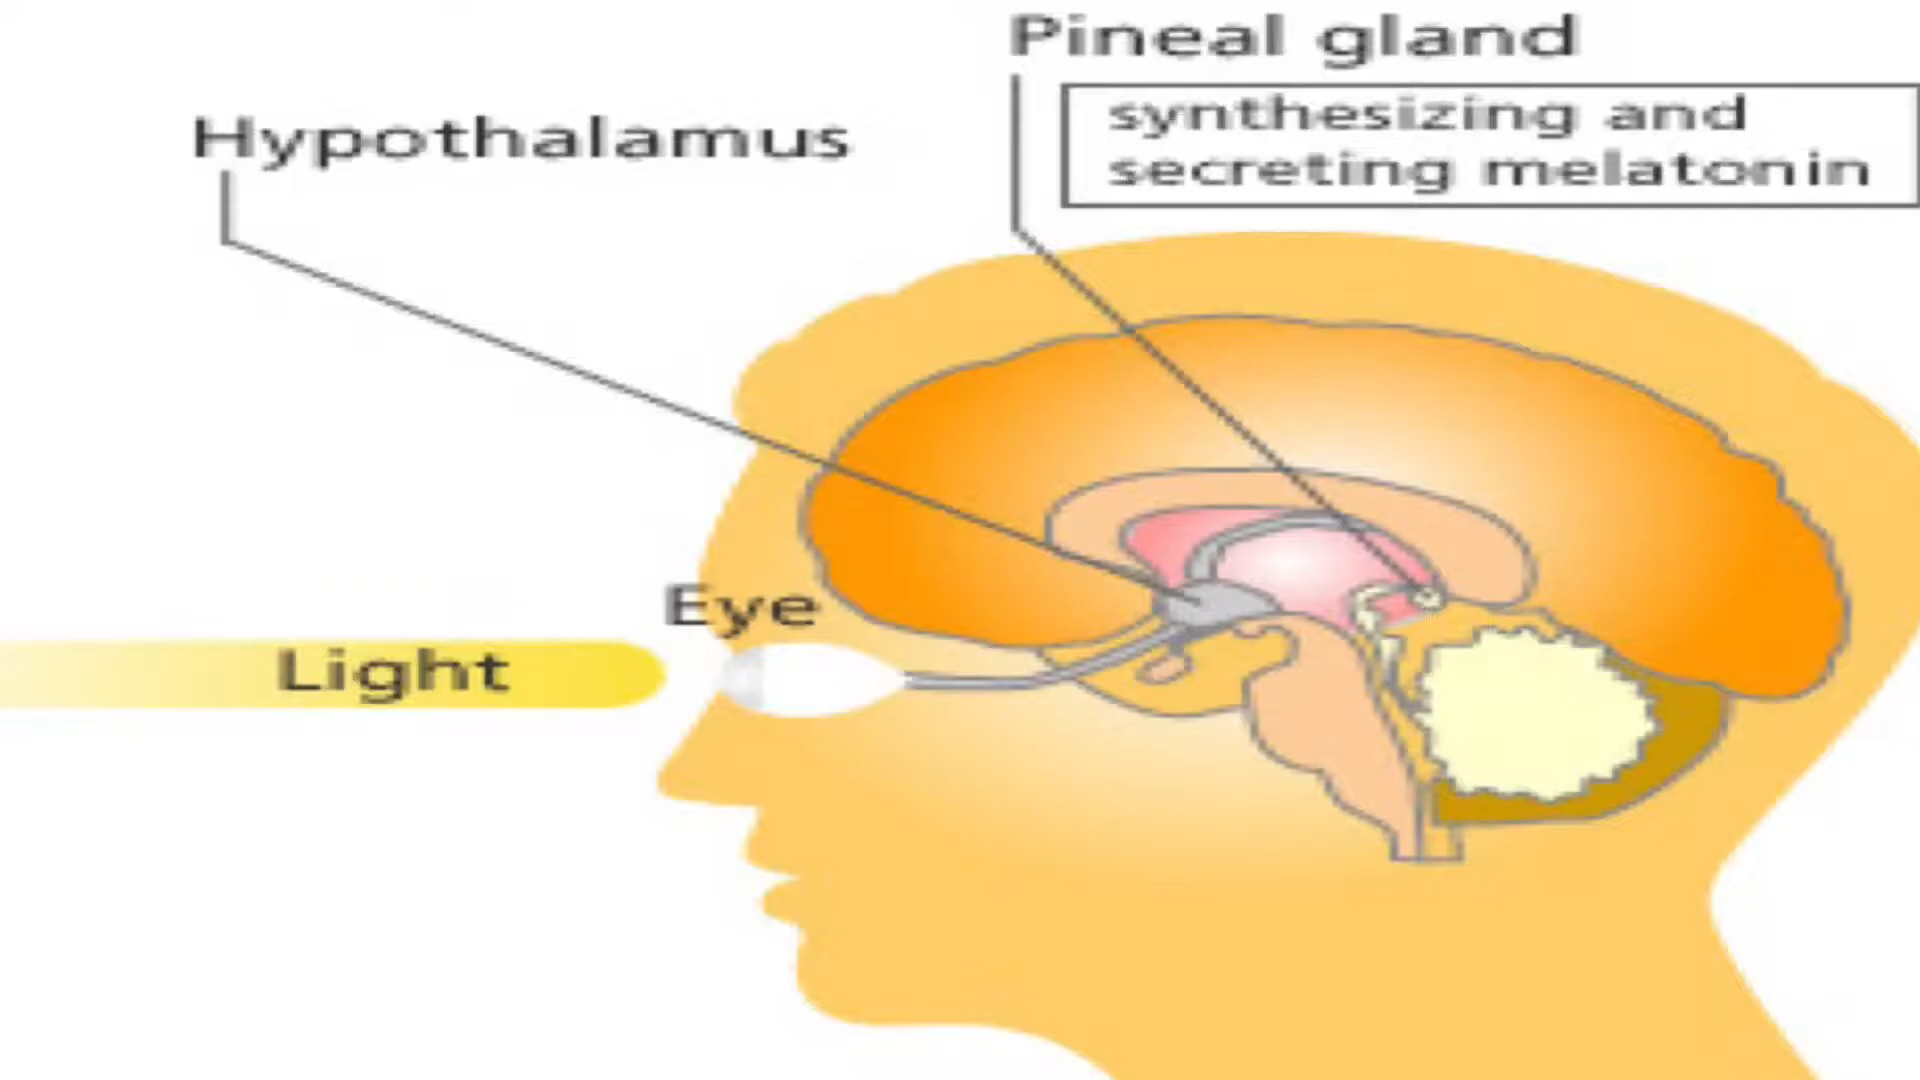 Pineal gland
synthesizing and
secreting melatonin
Hypothalamus
Eye
Light